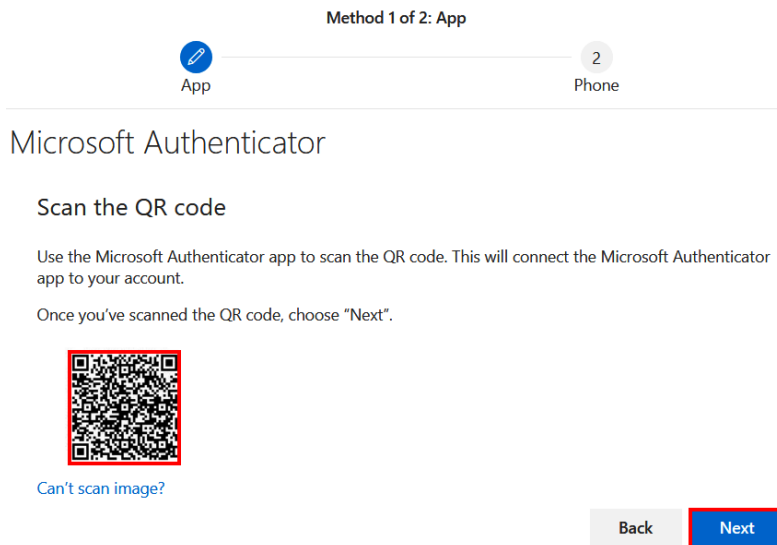 Method 1 of 2: App
2
App
Phone
Microsoft Authenticator
Scan the QR code
Use the Microsoft Authenticator app to scan the QR code. This will connect the Microsoft Authenticator
app to your account.
Once you’ve scanned the QR code, choose “Next”.
Can’t scan image?
Back
Next